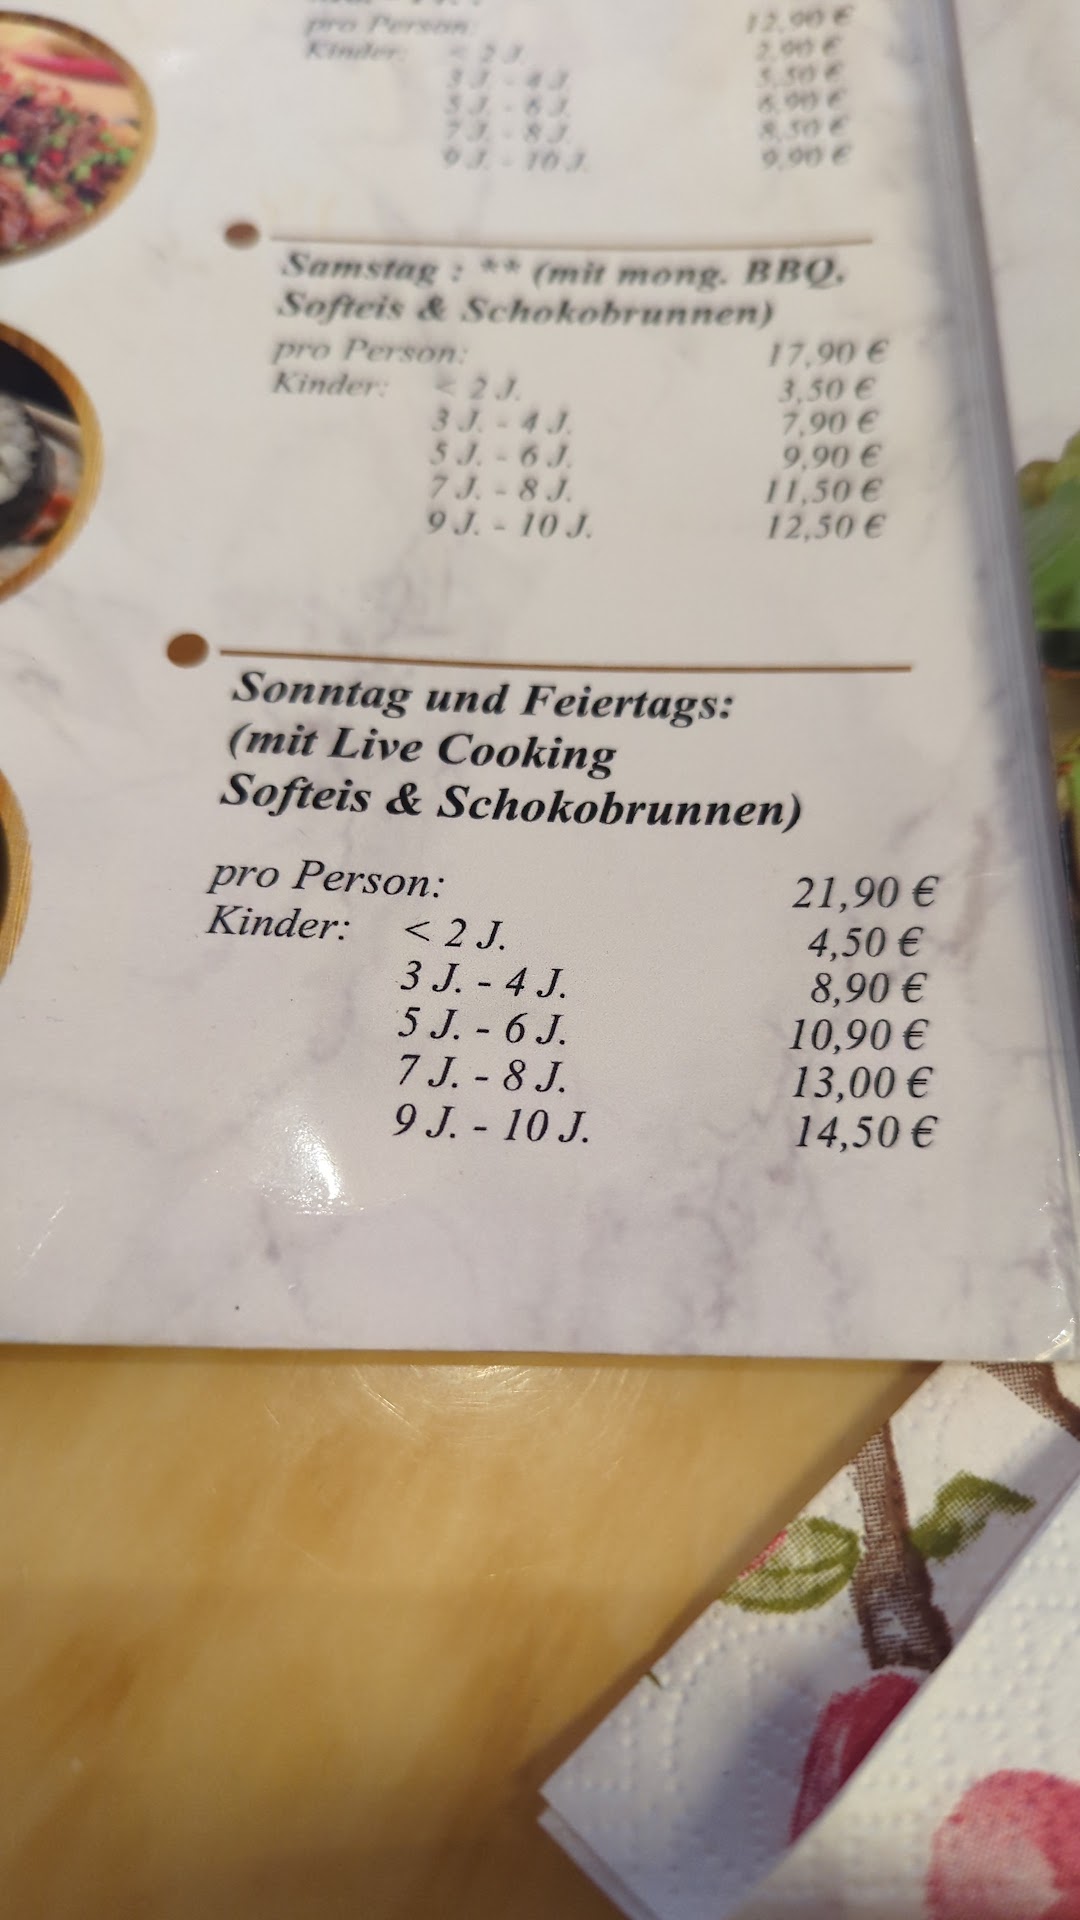 pro Person: 12,90 €
Kinder: < 2 J. 2,90 €
3 J. - 4 J. 5,50 €
5 J. - 6 J. 6,90 €
7 J. - 8 J. 8,50 €
9 J. - 10 J. 9,90 €
Samstag : ** (mit mong. BBQ,
Softeis & Schokobrunnen)
pro Person: 17,90 €
Kinder: < 2 J. 3,50 €
3 J. - 4 J. 7,90 €
5 J. - 6 J. 9,90 €
7 J. - 8 J. 11,50 €
9 J. - 10 J. 12,50 €
Sonntag und Feiertags:
(mit Live Cooking
Softeis & Schokobrunnen)
pro Person: 21,90 €
Kinder: < 2 J. 4,50 €
3 J. - 4 J. 8,90 €
5 J. - 6 J. 10,90 €
7 J. - 8 J. 13,00 €
9 J. - 10 J. 14,50 €